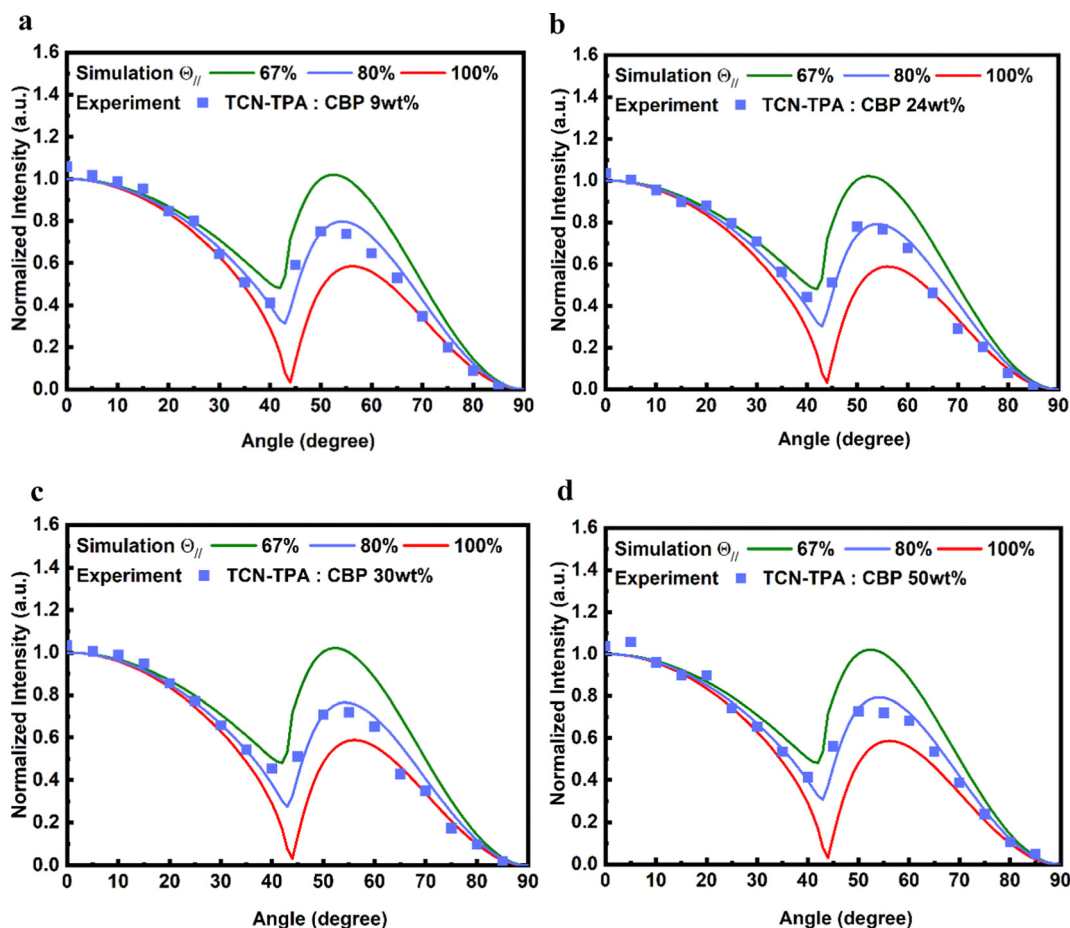 a
1.6
1.4
1.2
1.0
0.8
0.6
0.4
0.2
0.0
Normalized Intensity (a.u.)
Simulation Θ// 67% 80% 100%
Experiment TCN-TPA : CBP 9wt%
0 10 20 30 40 50 60 70 80 90
Angle (degree)
b
1.6
1.4
1.2
1.0
0.8
0.6
0.4
0.2
0.0
Normalized Intensity (a.u.)
Simulation Θ// 67% 80% 100%
Experiment TCN-TPA : CBP 24wt%
0 10 20 30 40 50 60 70 80 90
Angle (degree)
c
1.6
1.4
1.2
1.0
0.8
0.6
0.4
0.2
0.0
Normalized Intensity (a.u.)
Simulation Θ// 67% 80% 100%
Experiment TCN-TPA : CBP 30wt%
0 10 20 30 40 50 60 70 80 90
Angle (degree)
d
1.6
1.4
1.2
1.0
0.8
0.6
0.4
0.2
0.0
Normalized Intensity (a.u.)
Simulation Θ// 67% 80% 100%
Experiment TCN-TPA : CBP 50wt%
0 10 20 30 40 50 60 70 80 90
Angle (degree)